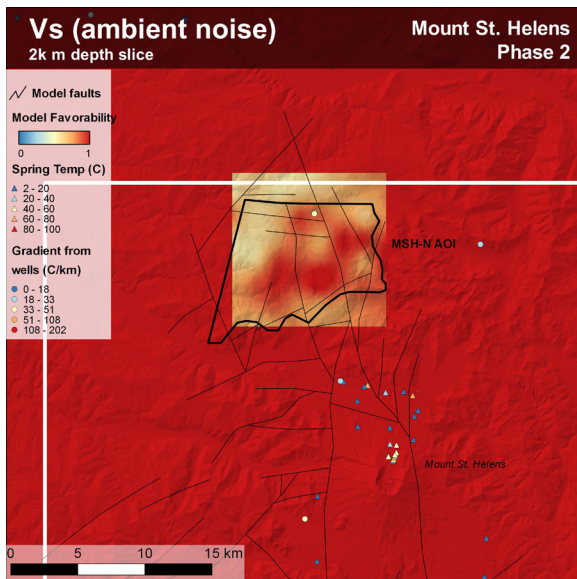 Vs (ambient noise)
2k m depth slice
Mount St. Helens
Phase 2
Model faults
Model Favorability
0 1
Spring Temp (C)
2 - 20
20 - 40
40 - 60
60 - 80
80 - 100
Gradient from
wells (C/km)
0 - 18
18 - 33
33 - 51
51 - 108
108 - 202
MSH-N AOI
Mount St. Helens
0 5 10 15 km